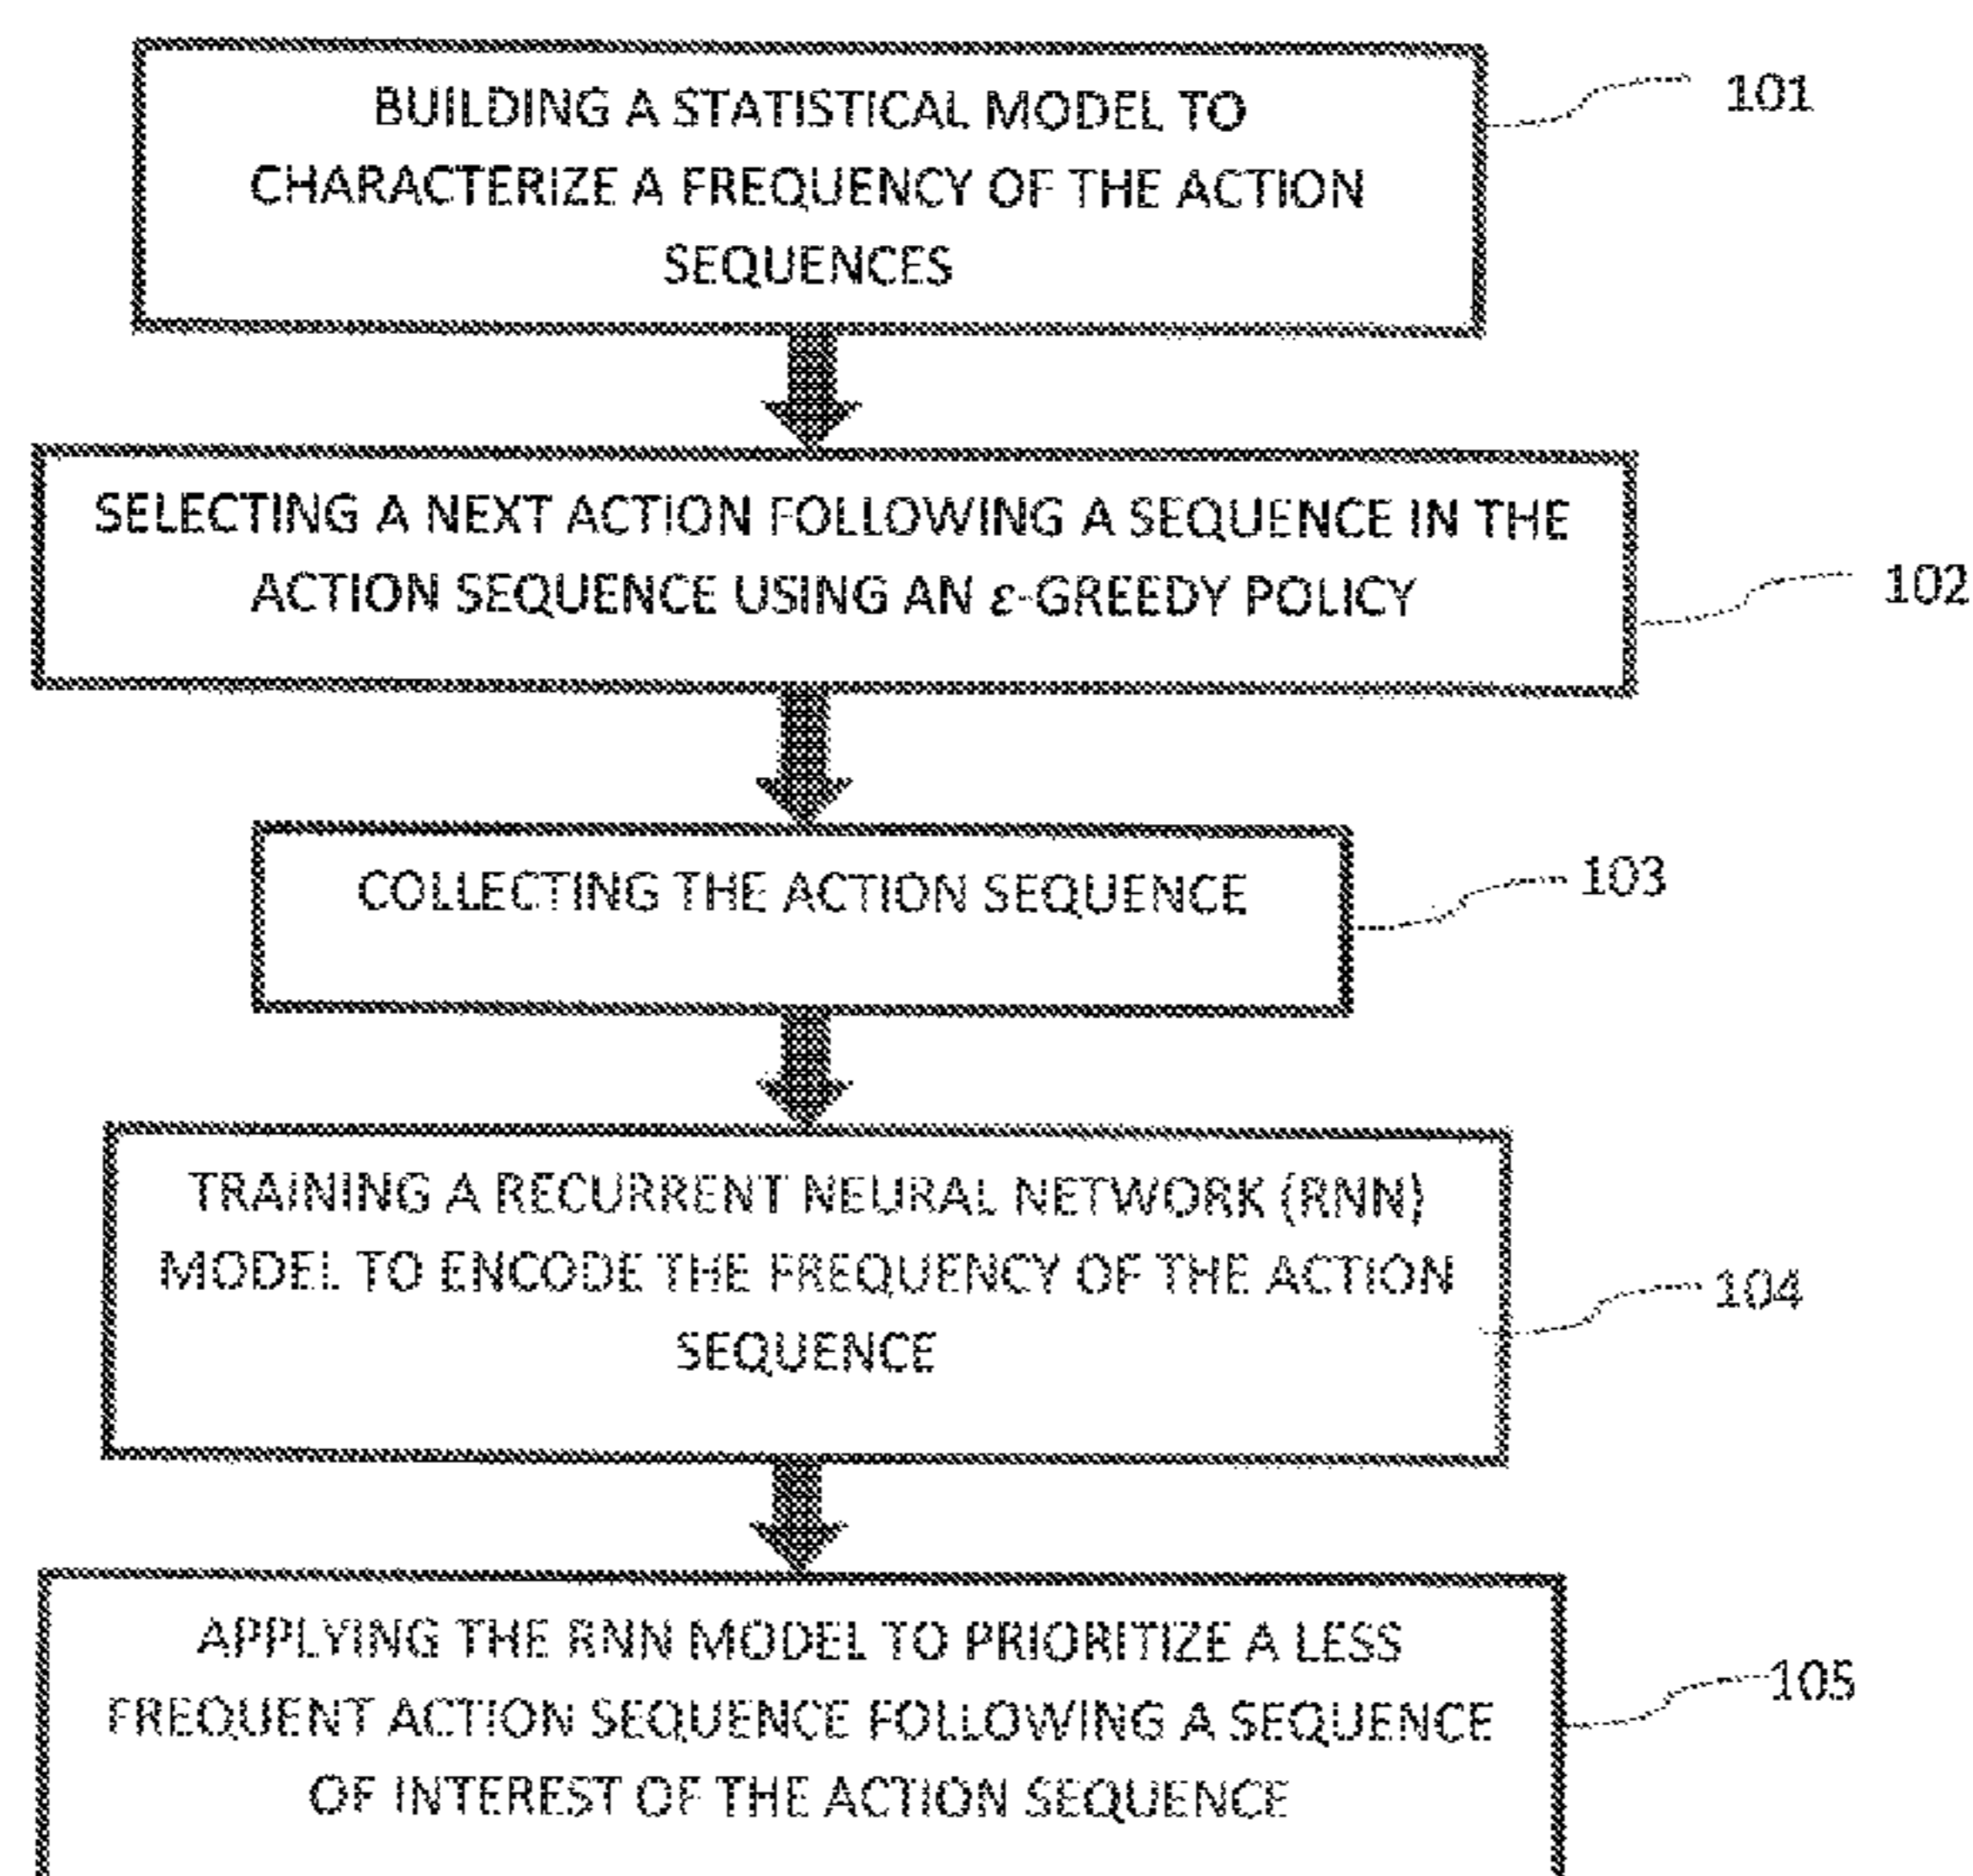 BUILDING A STATISTICAL MODEL TO
101
CHARACTERIZE A FREQUENCY OF THE ACTION
SEQUENCES
SELECTING A NEXT ACTION FOLLOWING A SEQUENCE IN THE
ACTION SEQUENCE USING AN ε-GREEDY POLICY
102
COLLECTING THE ACTION SEQUENCE
103
TRAINING A RECURRENT NEURAL NETWORK (RNN)
MODEL TO ENCODE THE FREQUENCY OF THE ACTION
104
SEQUENCE
APPLYING THE RNN MODEL TO PRIORITIZE A LESS
105
FREQUENT ACTION SEQUENCE FOLLOWING A SEQUENCE
OF INTEREST OF THE ACTION SEQUENCE